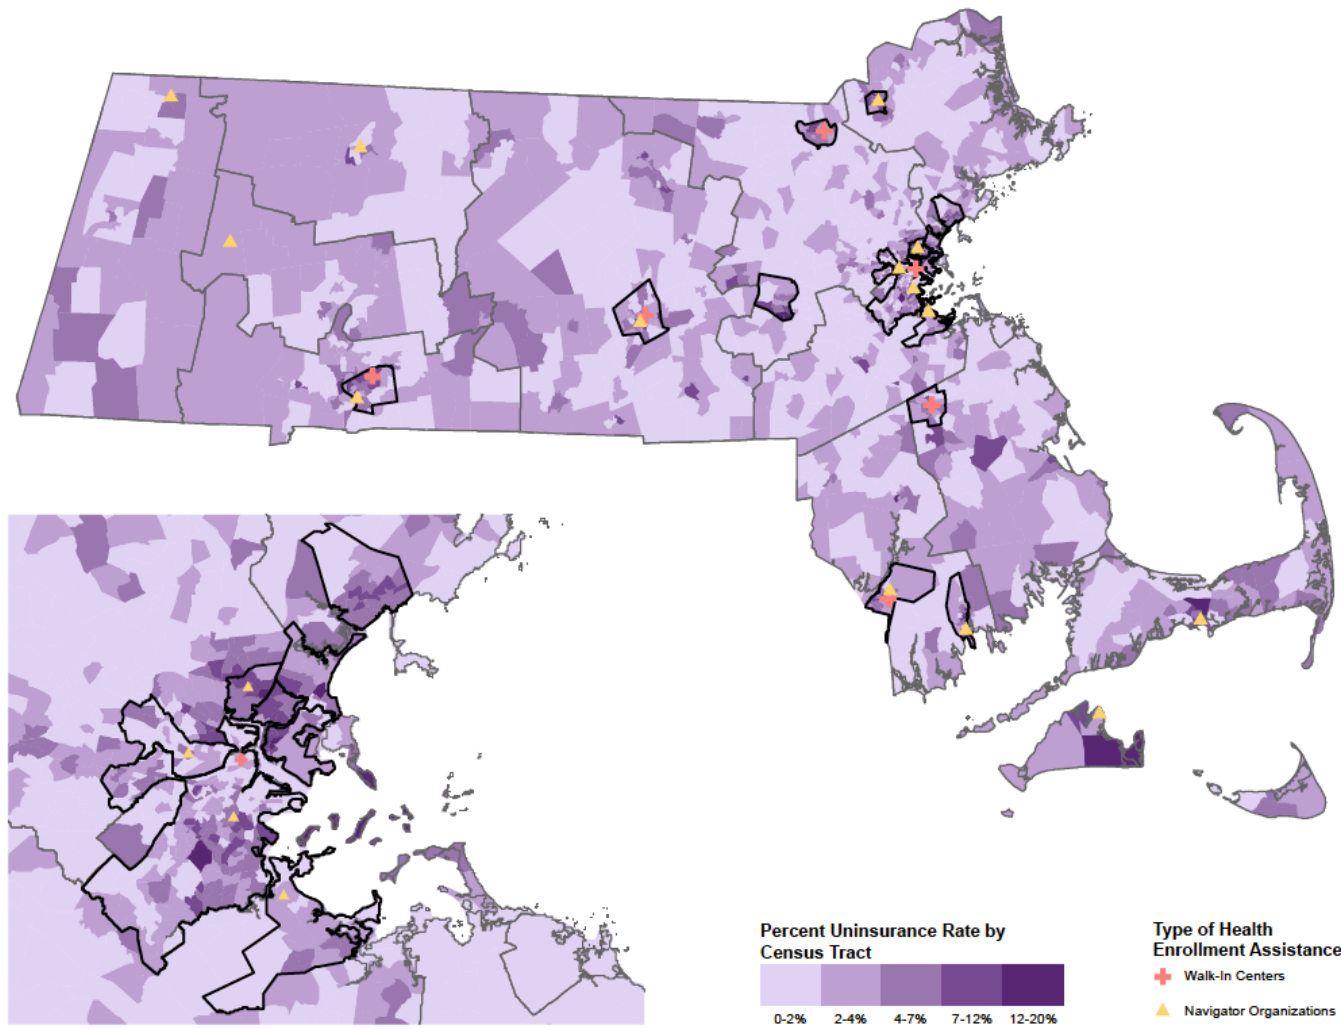 Percent Uninsurance Rate by
Census Tract
0-2% 2-4% 4-7% 7-12% 12-20%
Type of Health
Enrollment Assistance
Walk-In Centers
Navigator Organizations